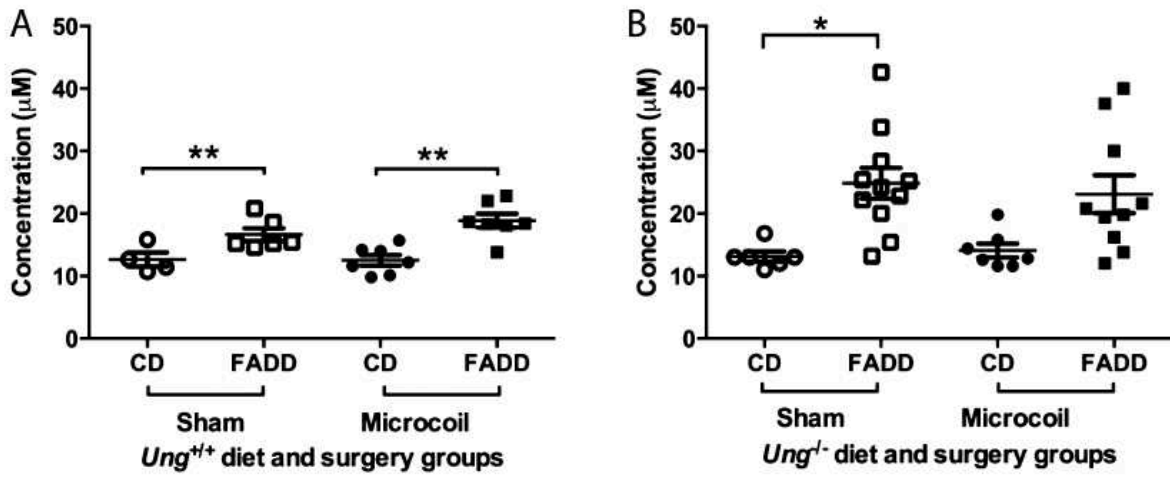 A
Concentration (µM)
50
40
30
20
10
0
**
**
CD
FADD
CD
FADD
Sham
Microcoil
Ung+/+ diet and surgery groups
B
Concentration (µM)
50
40
30
20
10
0
*
CD
FADD
CD
FADD
Sham
Microcoil
Ung-/- diet and surgery groups